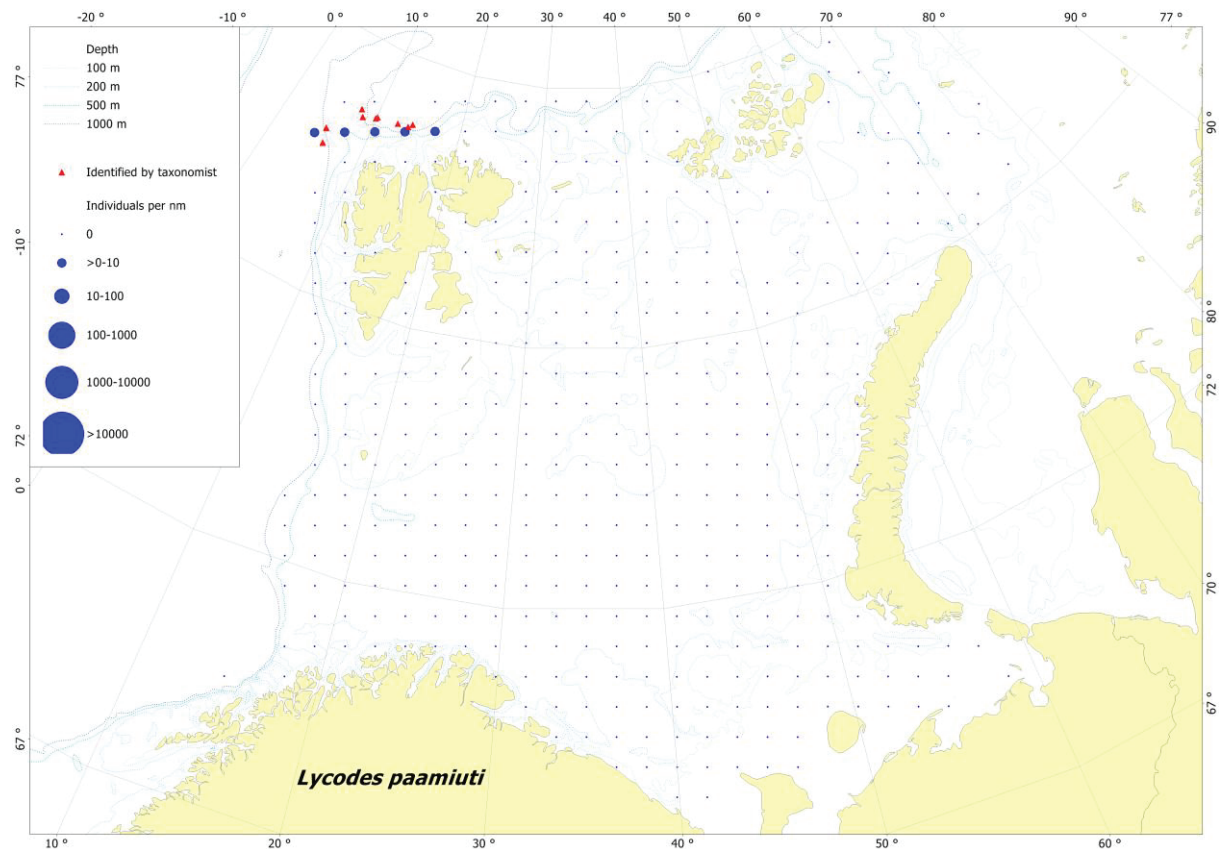 -20 ° -10 ° 0 ° 10 ° 20 ° 30 ° 40 ° 50 ° 60 ° 70 ° 80 ° 90 ° 77 °
Depth
100 m
200 m
500 m
1000 m
Identified by taxonomist
Individuals per nm
0
>0-10
10-100
100-1000
1000-10000
>10000
77 °
-10 °
72 °
0 °
67 °
90 °
80 °
72 °
70 °
67 °
Lycodes paamiuti
10 ° 20 ° 30 ° 40 ° 50 ° 60 °